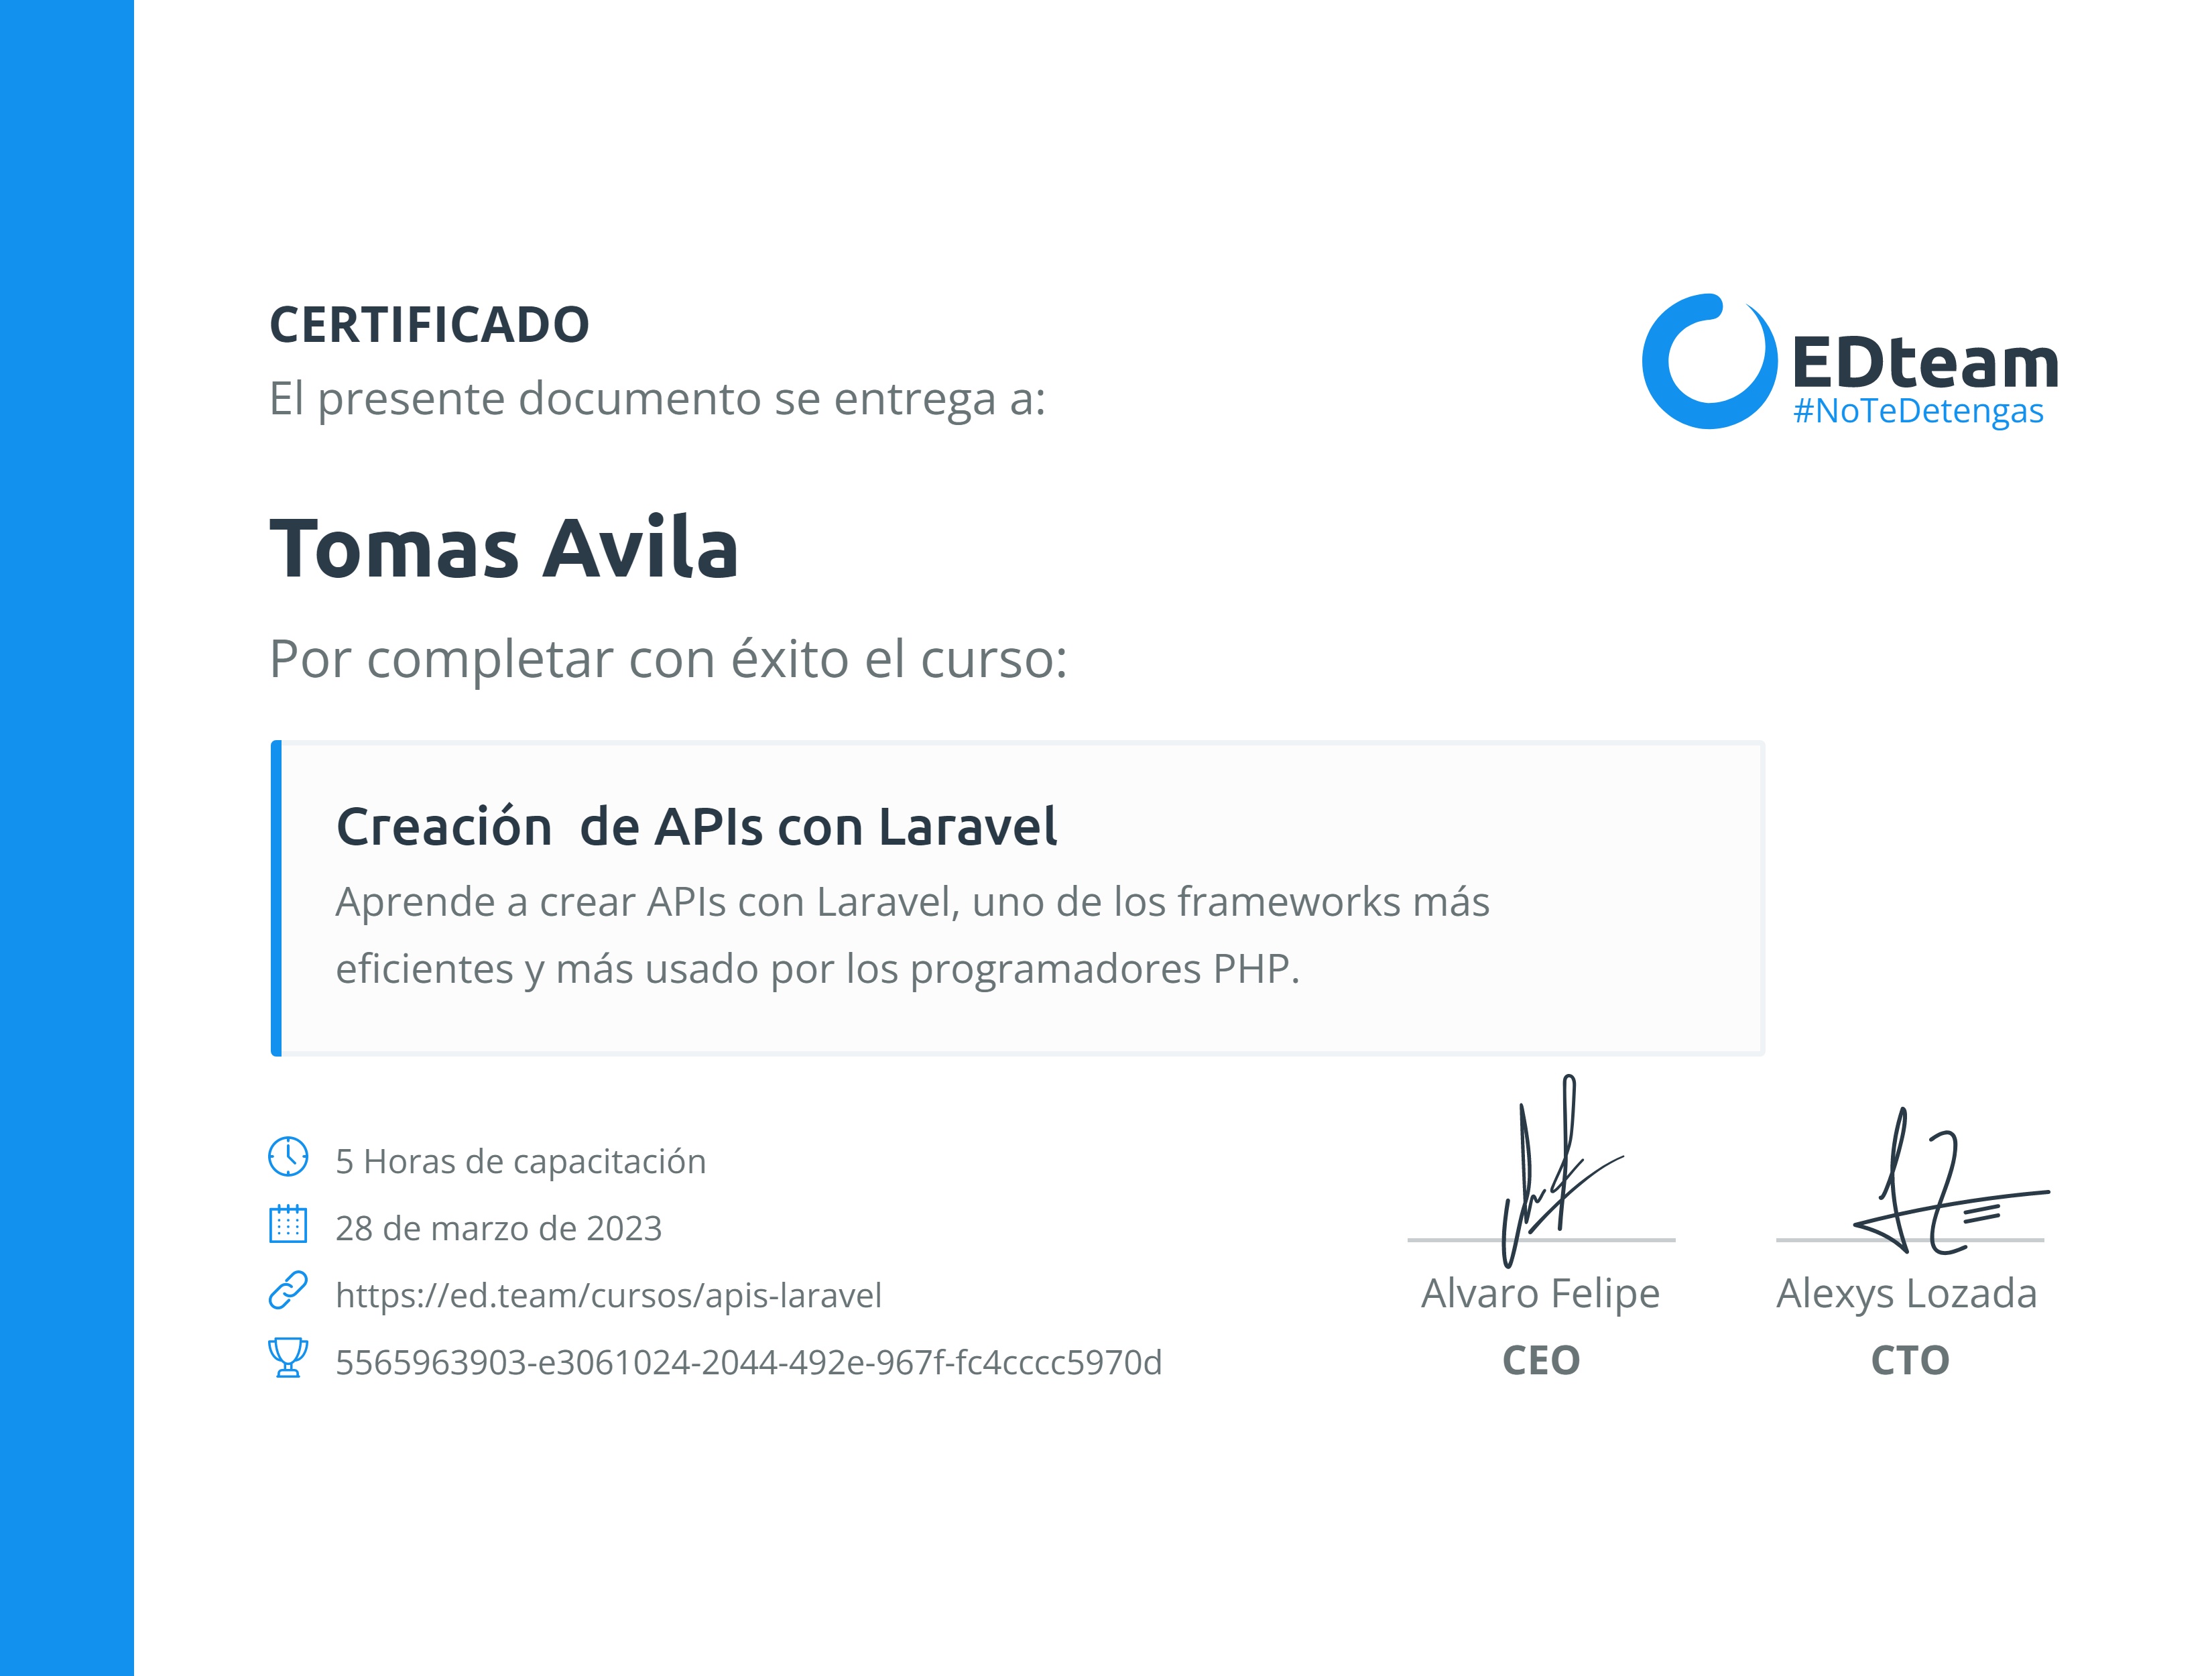 CERTIFICADO
El presente documento se entrega a:
EDteam
#NoTeDetengas
Tomas Avila
Por completar con éxito el curso:
Creación  de APIs con Laravel
Aprende a crear APIs con Laravel, uno de los frameworks más
eficientes y más usado por los programadores PHP.
5 Horas de capacitación
28 de marzo de 2023
https://ed.team/cursos/apis-laravel
5565963903-e3061024-2044-492e-967f-fc4cccc5970d
Alvaro Felipe
CEO
Alexys Lozada
CTO